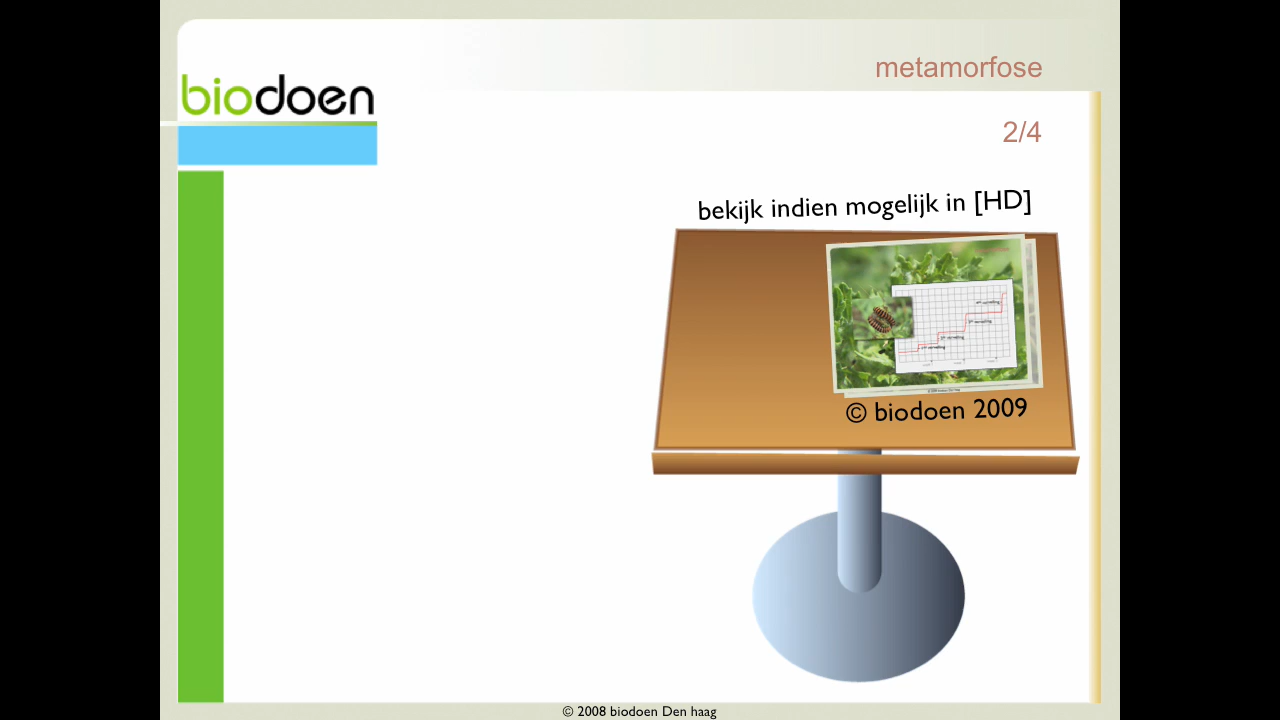 metamorfose
biodoen
2/4
bekijk indien mogelijk in [HD]
© biodoen 2009
© 2008 biodoen Den haag